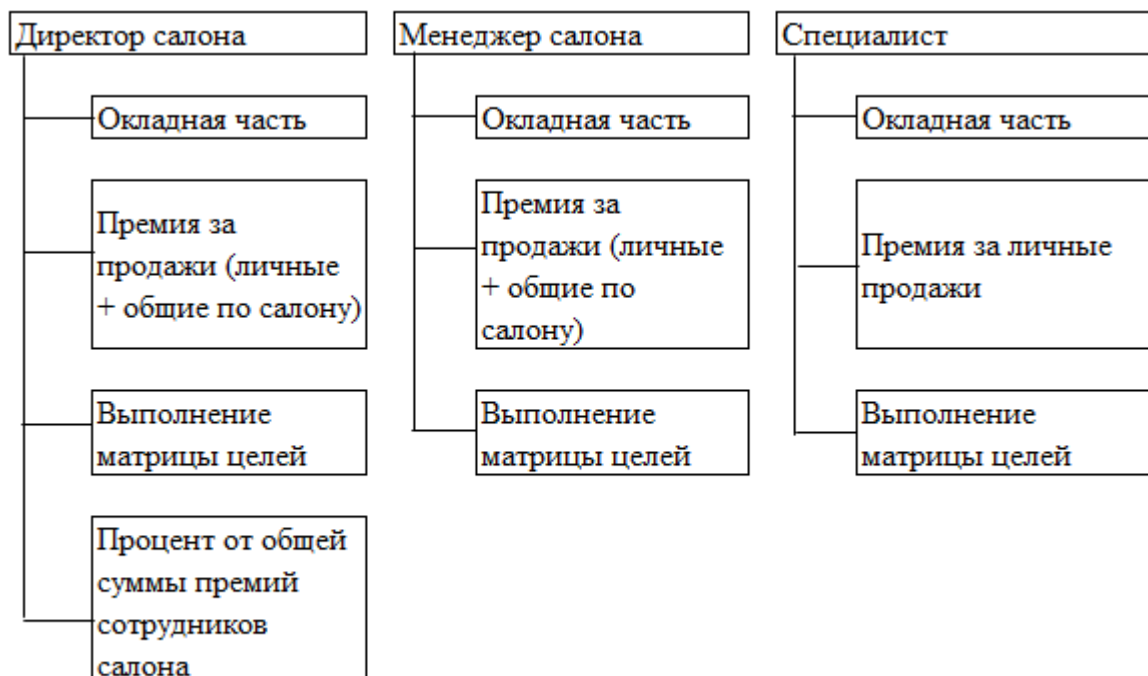 Директор салона
Окладная часть
Премия за
продажи (личные
+ общие по салону)
Выполнение
матрицы целей
Процент от общей
суммы премий
сотрудников
салона
Менеджер салона
Окладная часть
Премия за
продажи (личные
+ общие по
салону)
Выполнение
матрицы целей
Специалист
Окладная часть
Премия за личные
продажи
Выполнение
матрицы целей